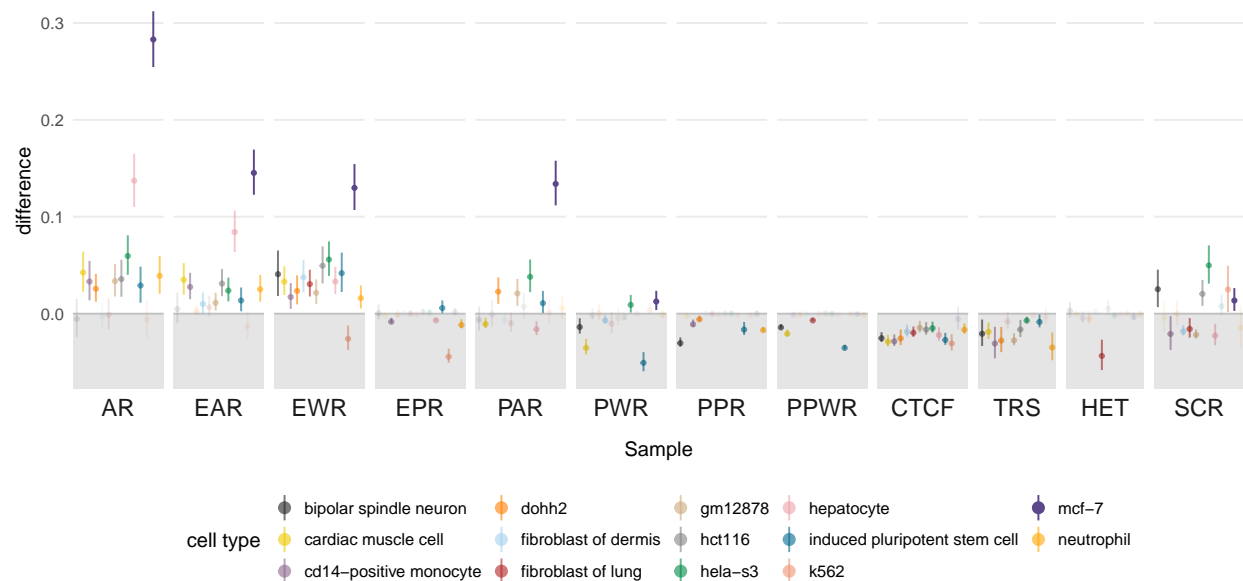 0.3
0.2
difference
0.1
0.0
AR EAR EWR EPR PAR PWR PPR PPWR CTCF TRS HET SCR
Sample
bipolar spindle neuron dohh2 gm12878 hepatocyte mcf−7
cell type cardiac muscle cell fibroblast of dermis hct116 induced pluripotent stem cell neutrophil
cd14−positive monocyte fibroblast of lung hela−s3 k562